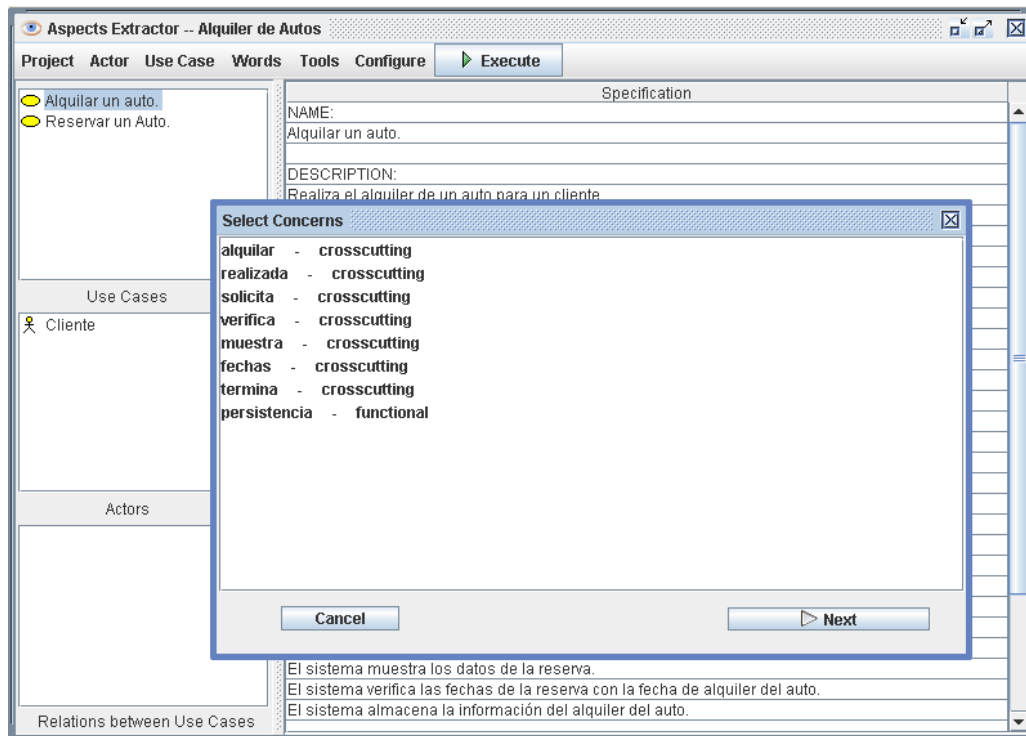 Aspects Extractor -- Alquiler de Autos
Project Actor Use Case Words Tools Configure Execute
Alquilar un auto.
Reservar un Auto.
Use Cases
Cliente
Actors
Relations between Use Cases
Specification
NAME:
Alquilar un auto.
DESCRIPTION:
Realiza el alquiler de un auto para un cliente
Select Concerns
alquilar - crosscutting
realizada - crosscutting
solicita - crosscutting
verifica - crosscutting
muestra - crosscutting
fechas - crosscutting
termina - crosscutting
persistencia - functional
Cancel Next
El sistema muestra los datos de la reserva.
El sistema verifica las fechas de la reserva con la fecha de alquiler del auto.
El sistema almacena la información del alquiler del auto.